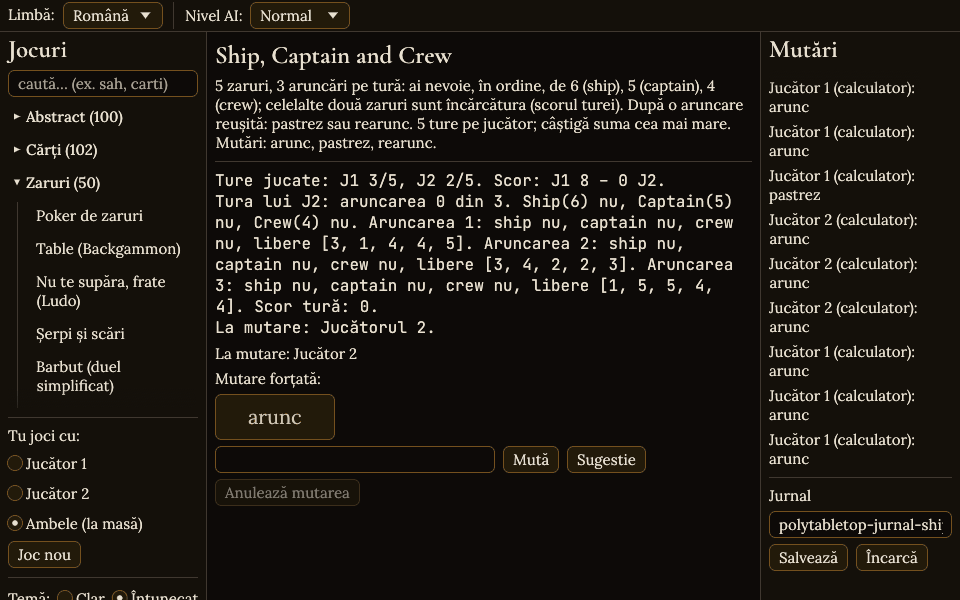 Limbă: Română Nivel AI: Normal
Jocuri
caută... (ex. sah, carti)
Abstract (100)
Cărți (102)
Zaruri (50)
Poker de zaruri
Table (Backgammon)
Nu te supăra, frate
(Ludo)
Șerpi și scări
Barbut (duel
simplificat)
Tu joci cu:
Jucător 1
Jucător 2
Ambele (la masă)
Joc nou
Temă: Clar Întunecat
Ship, Captain and Crew
5 zaruri, 3 aruncări pe tură: ai nevoie, în ordine, de 6 (ship), 5 (captain), 4
(crew); celelalte două zaruri sunt încărcătura (scorul turei). După o aruncare
reușită: pastrez sau rearunc. 5 ture pe jucător; câștigă suma cea mai mare.
Mutări: arunc, pastrez, rearunc.
Ture jucate: J1 3/5, J2 2/5. Scor: J1 8 – 0 J2.
Tura lui J2: aruncarea 0 din 3. Ship(6) nu, Captain(5)
nu, Crew(4) nu. Aruncarea 1: ship nu, captain nu, crew
nu, libere [3, 1, 4, 4, 5]. Aruncarea 2: ship nu,
captain nu, crew nu, libere [3, 4, 2, 2, 3]. Aruncarea
3: ship nu, captain nu, crew nu, libere [1, 5, 5, 4,
4]. Scor tură: 0.
La mutare: Jucătorul 2.
La mutare: Jucător 2
Mutare forțată:
arunc
Mută Sugestie
Anulează mutarea
Mutări
Jucător 1 (calculator):
arunc
Jucător 1 (calculator):
arunc
Jucător 1 (calculator):
pastrez
Jucător 2 (calculator):
arunc
Jucător 2 (calculator):
arunc
Jucător 2 (calculator):
arunc
Jucător 1 (calculator):
arunc
Jucător 1 (calculator):
arunc
Jucător 1 (calculator):
arunc
Jurnal
polytabletop-jurnal-shi
Salvează Încarcă